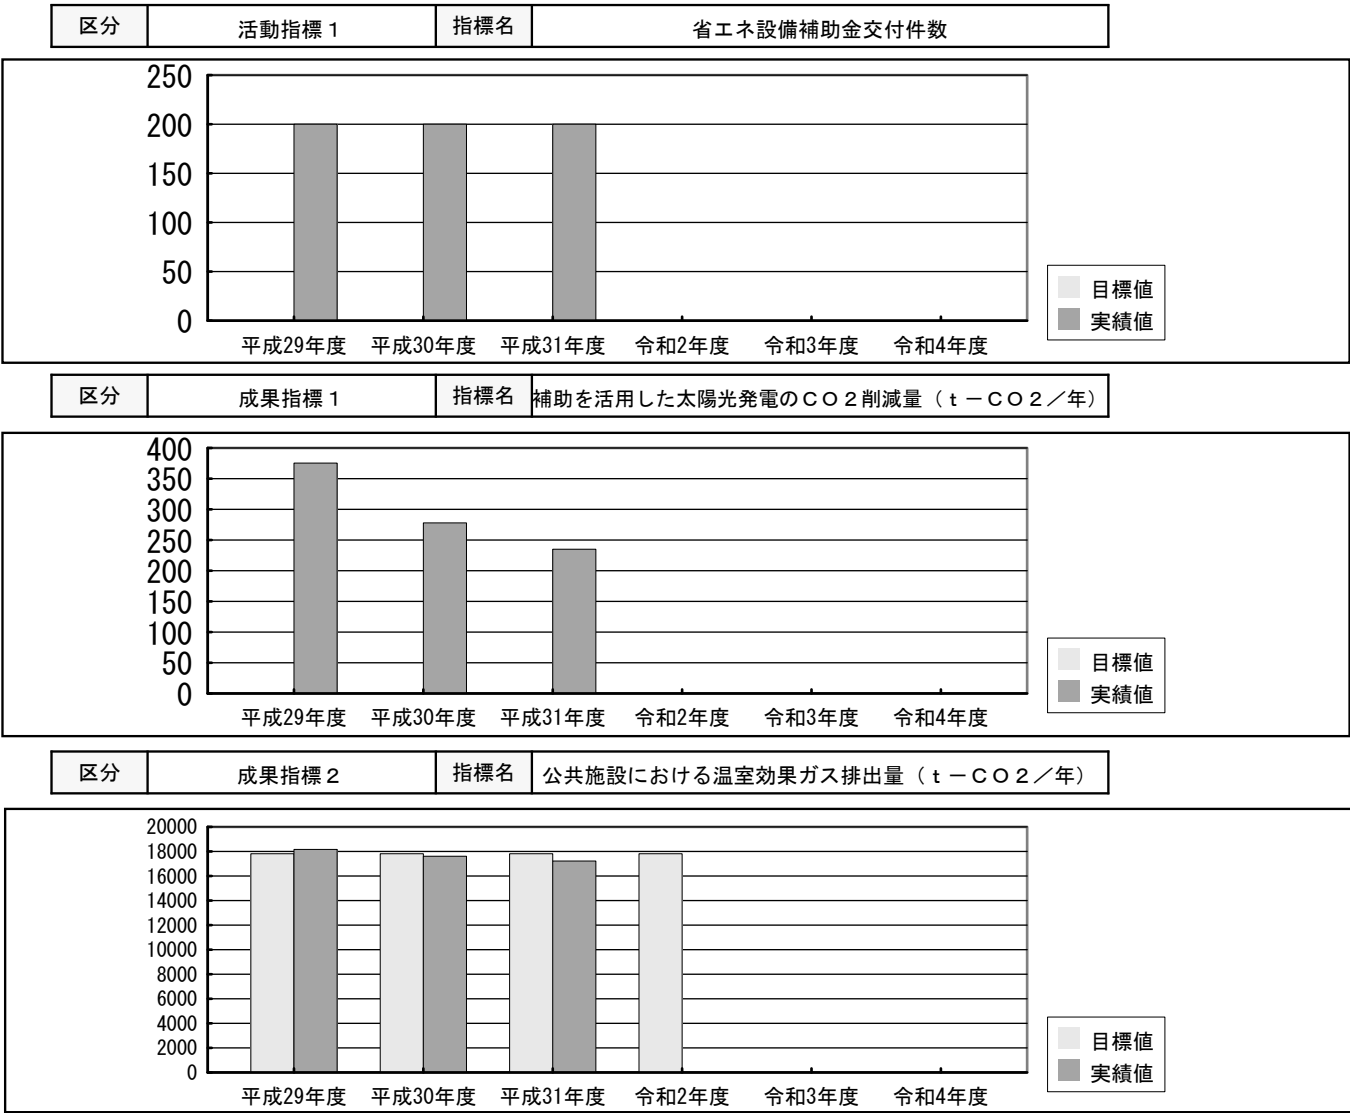 区分 活動指標１ 指標名 省エネ設備補助金交付件数
250
200
150
100
50
0
平成29年度 平成30年度 平成31年度 令和2年度 令和3年度 令和4年度
目標値
実績値
区分 成果指標１ 指標名 補助を活用した太陽光発電のＣＯ２削減量（ｔ－ＣＯ２／年）
400
350
300
250
200
150
100
50
0
平成29年度 平成30年度 平成31年度 令和2年度 令和3年度 令和4年度
目標値
実績値
区分 成果指標２ 指標名 公共施設における温室効果ガス排出量（ｔ－ＣＯ２／年）
20000
18000
16000
14000
12000
10000
8000
6000
4000
2000
0
平成29年度 平成30年度 平成31年度 令和2年度 令和3年度 令和4年度
目標値
実績値